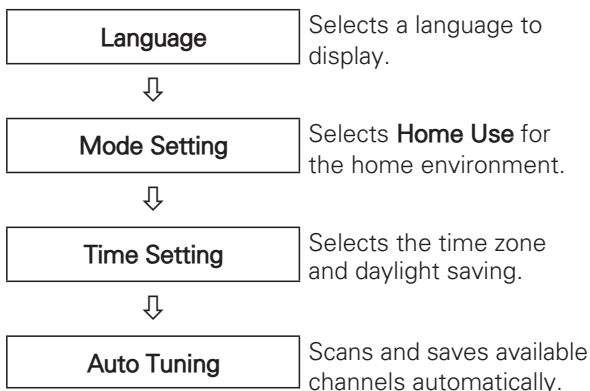 Language
Selects a language to
display.
⇩
Mode Setting
Selects Home Use for
the home environment.
⇩
Time Setting
Selects the time zone
and daylight saving.
⇩
Auto Tuning
Scans and saves available
channels automatically.